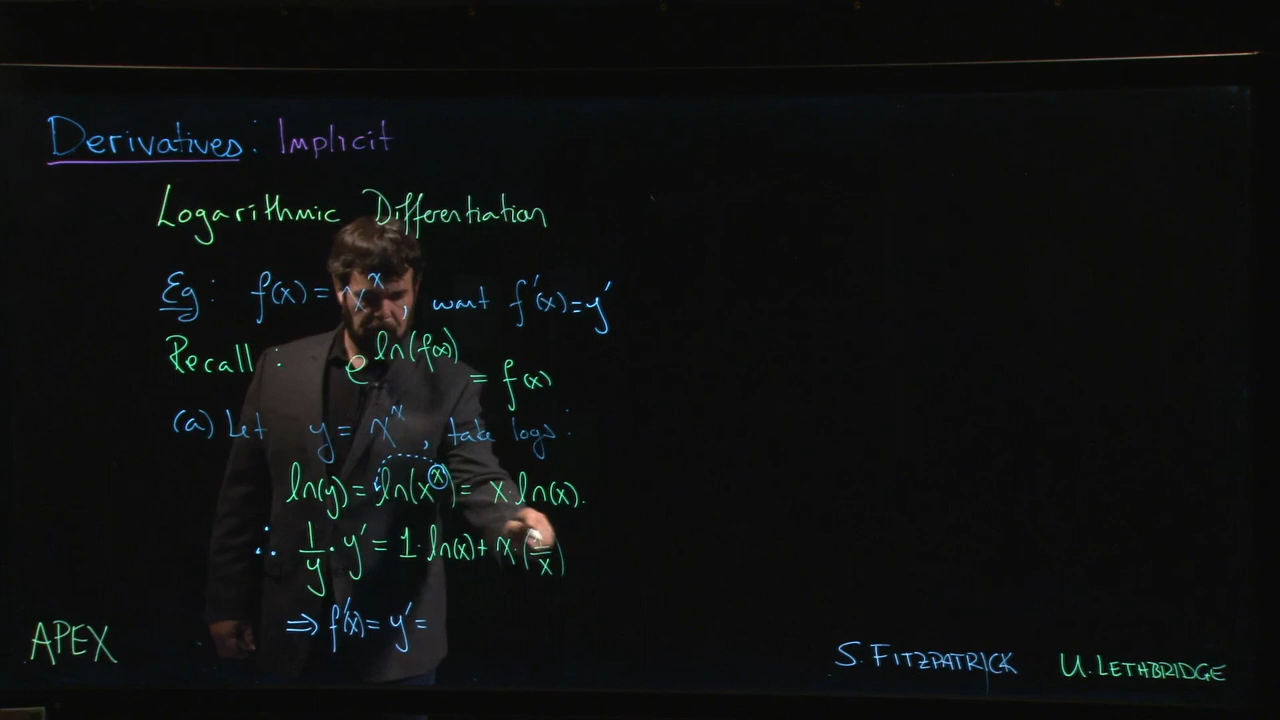 Derivatives: Implicit
Logarithmic Differentiation
Eg: f(x) = x^x, want f'(x) = y'
Recall: e^ln(f(x)) = f(x)
(a) Let y = x^x, take logs:
ln(y) = ln(x^x) = x·ln(x).
∴ 1/y · y' = 1·ln(x) + x·(1/x)
⇒ f'(x) = y' =
APEX
S. FITZPATRICK U. LETHBRIDGE